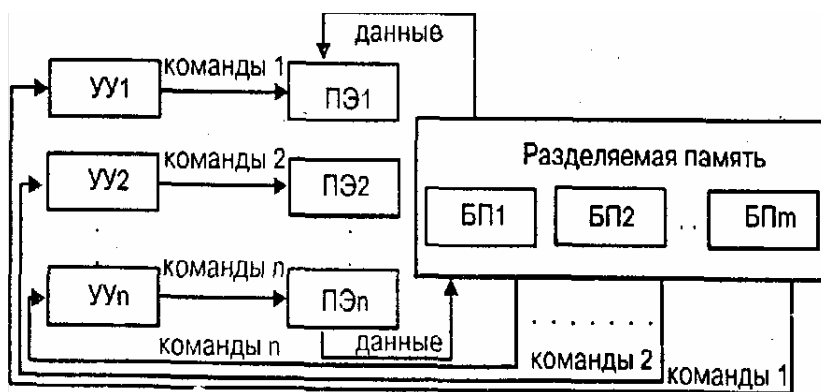 данные
команды 1
УУ1
ПЭ1
Разделяемая память
команды 2
УУ2
ПЭ2
БП1
БП2
. .
БПm
команды n
УУn
ПЭn
данные
. . . . . . .
команды n
команды 2
команды 1